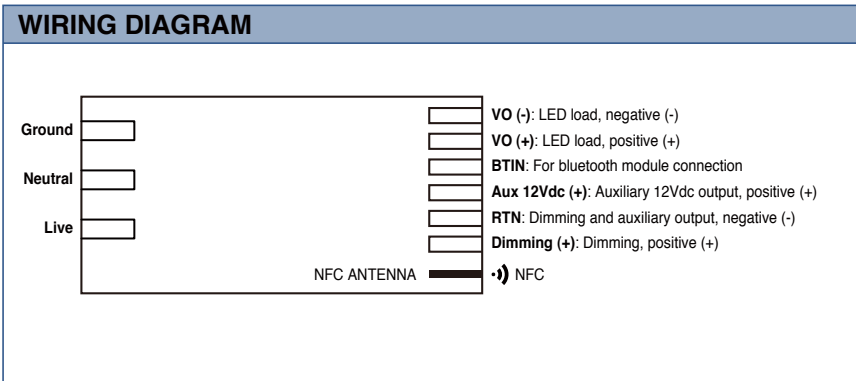 WIRING DIAGRAM
Ground
Neutral
Live
VO (-): LED load, negative (-)
VO (+): LED load, positive (+)
BTIN: For bluetooth module connection
Aux 12Vdc (+): Auxiliary 12Vdc output, positive (+)
RTN: Dimming and auxiliary output, negative (-)
Dimming (+): Dimming, positive (+)
NFC ANTENNA
NFC